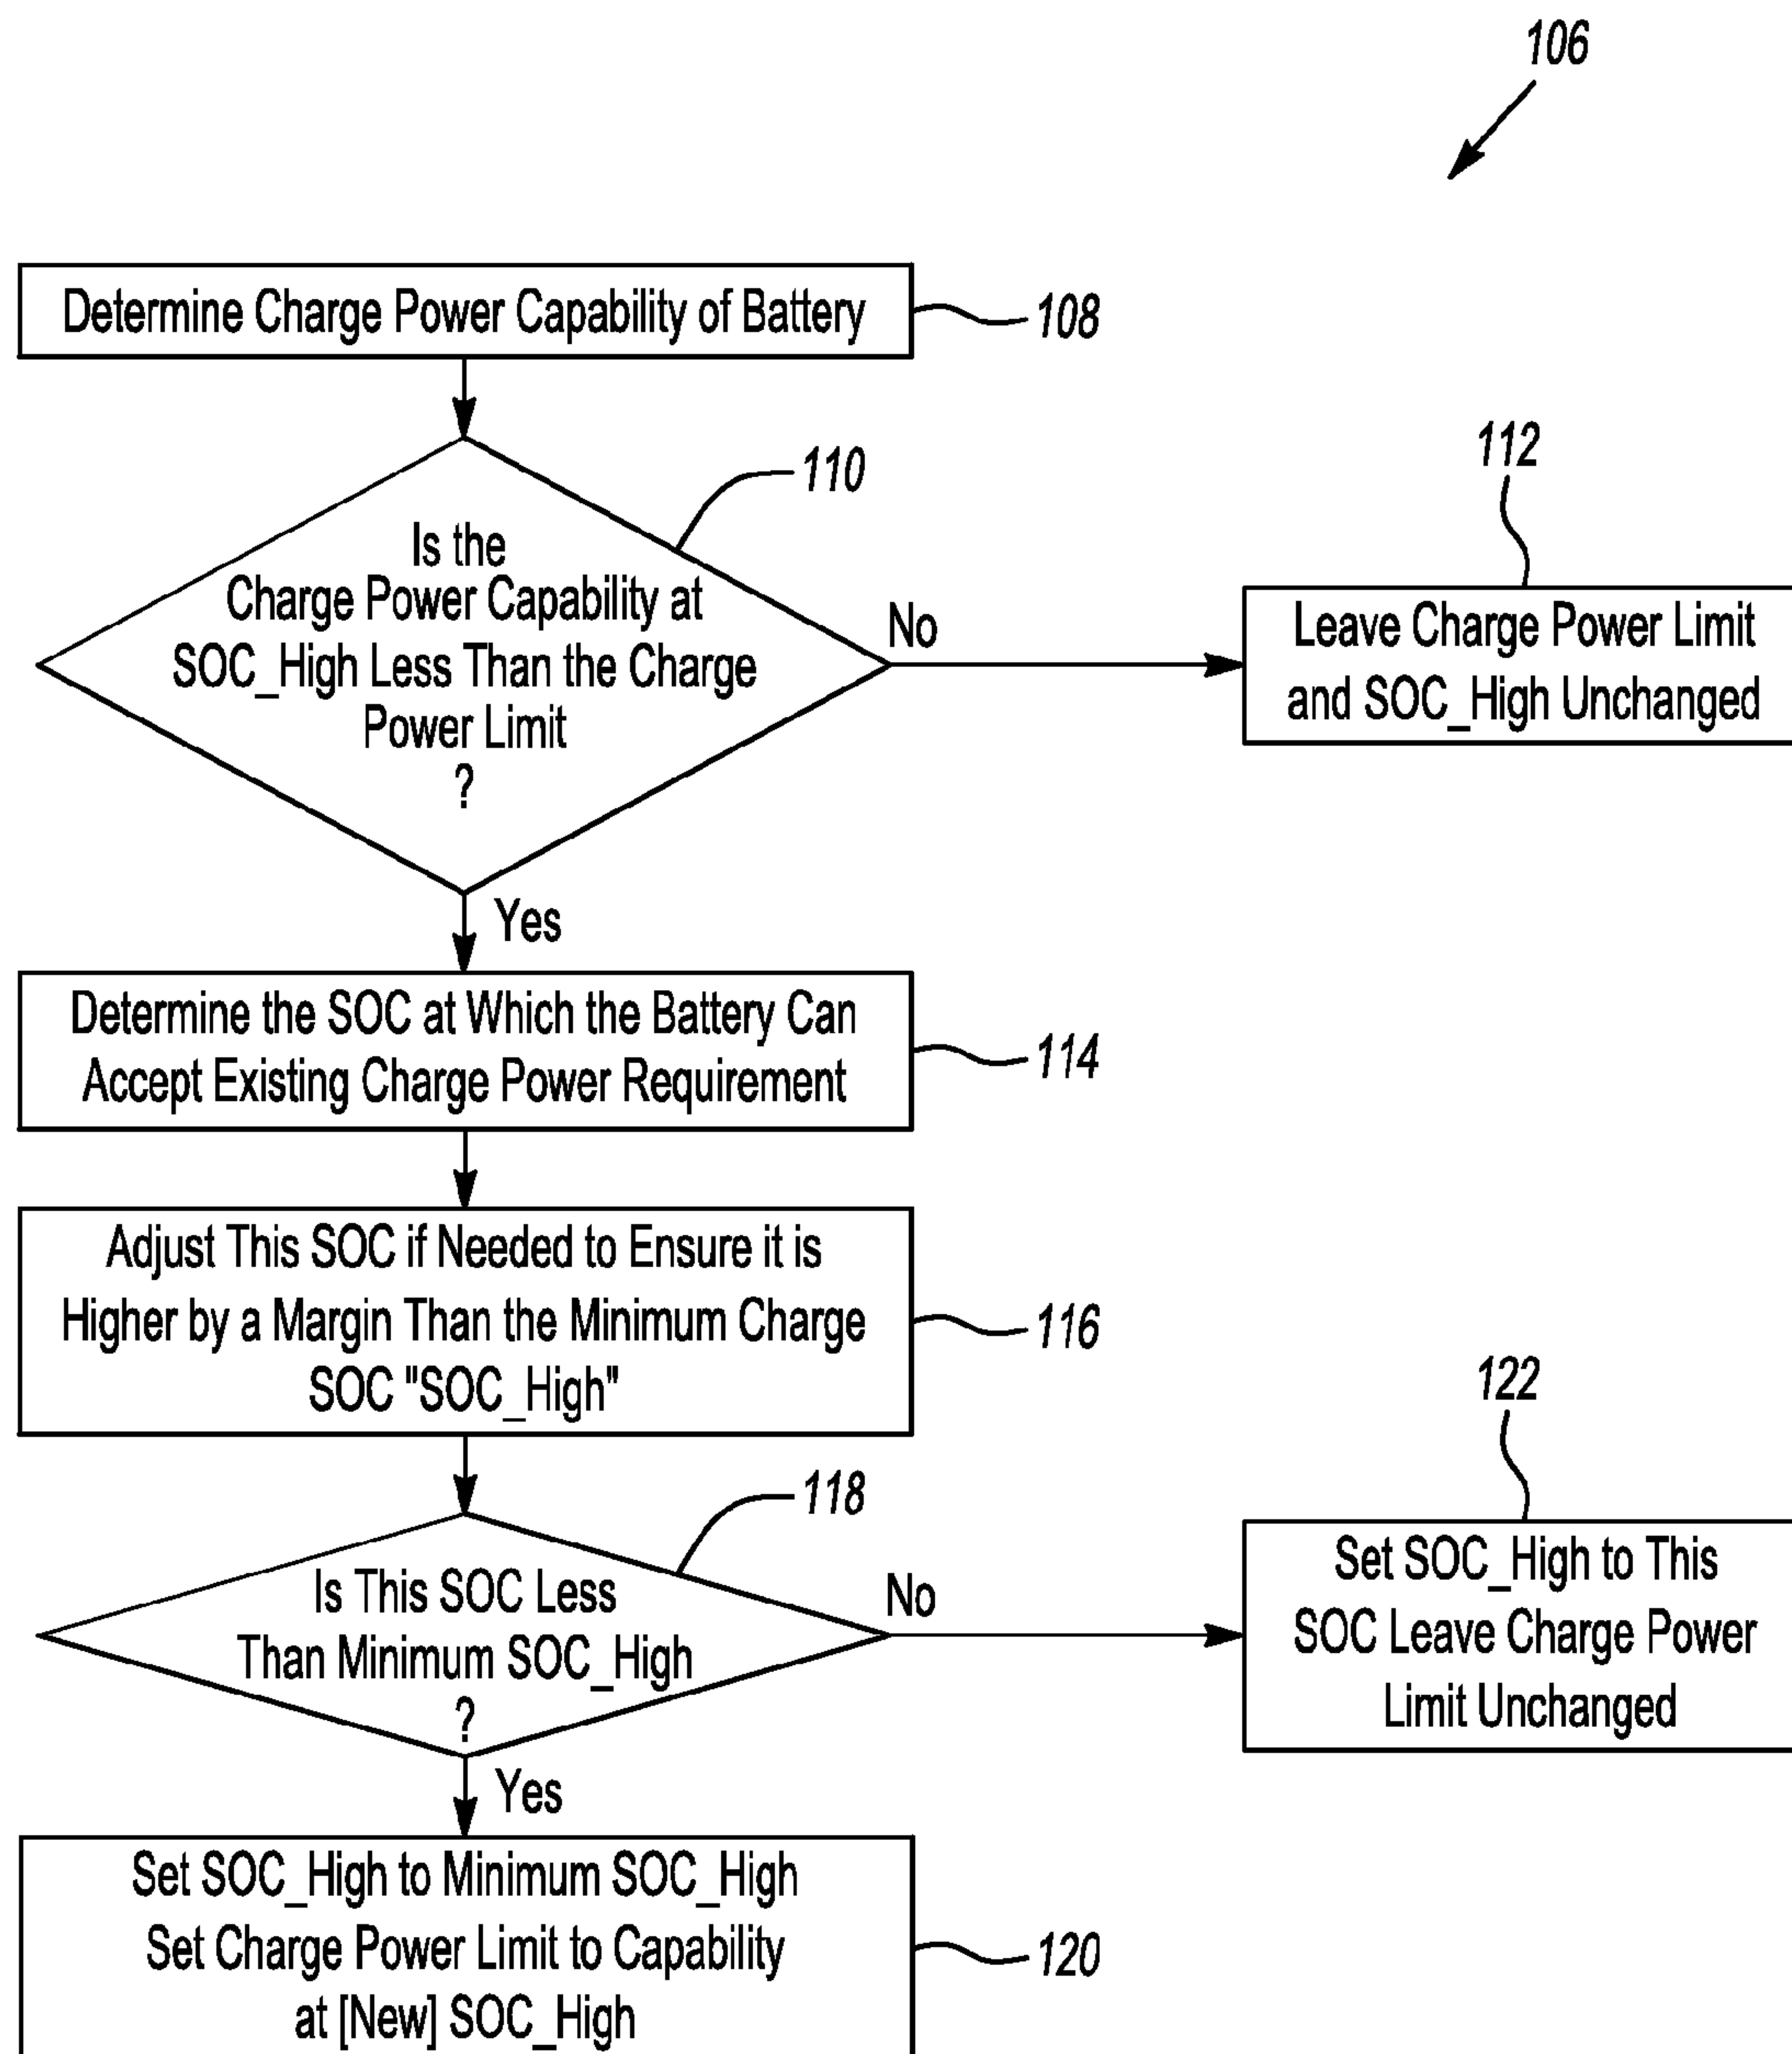 106
Determine Charge Power Capability of Battery
108
110
Is the
Charge Power Capability at
SOC_High Less Than the Charge
Power Limit
?
No
112
Leave Charge Power Limit
and SOC_High Unchanged
Yes
Determine the SOC at Which the Battery Can
Accept Existing Charge Power Requirement
114
Adjust This SOC if Needed to Ensure it is
Higher by a Margin Than the Minimum Charge
SOC "SOC_High"
116
118
Is This SOC Less
Than Minimum SOC_High
?
No
122
Set SOC_High to This
SOC Leave Charge Power
Limit Unchanged
Yes
Set SOC_High to Minimum SOC_High
Set Charge Power Limit to Capability
at [New] SOC_High
120